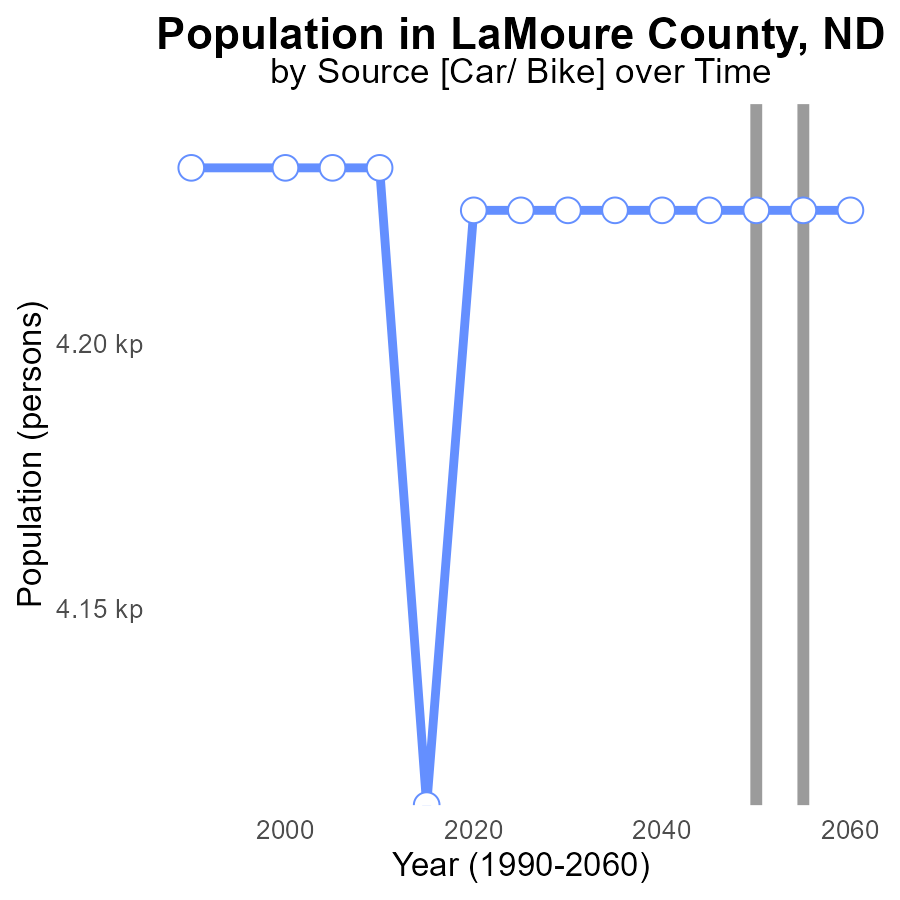 Population in LaMoure County, ND
by Source [Car/ Bike] over Time
Population (persons)
4.20 kp
4.15 kp
2000 2020 2040 2060
Year (1990-2060)